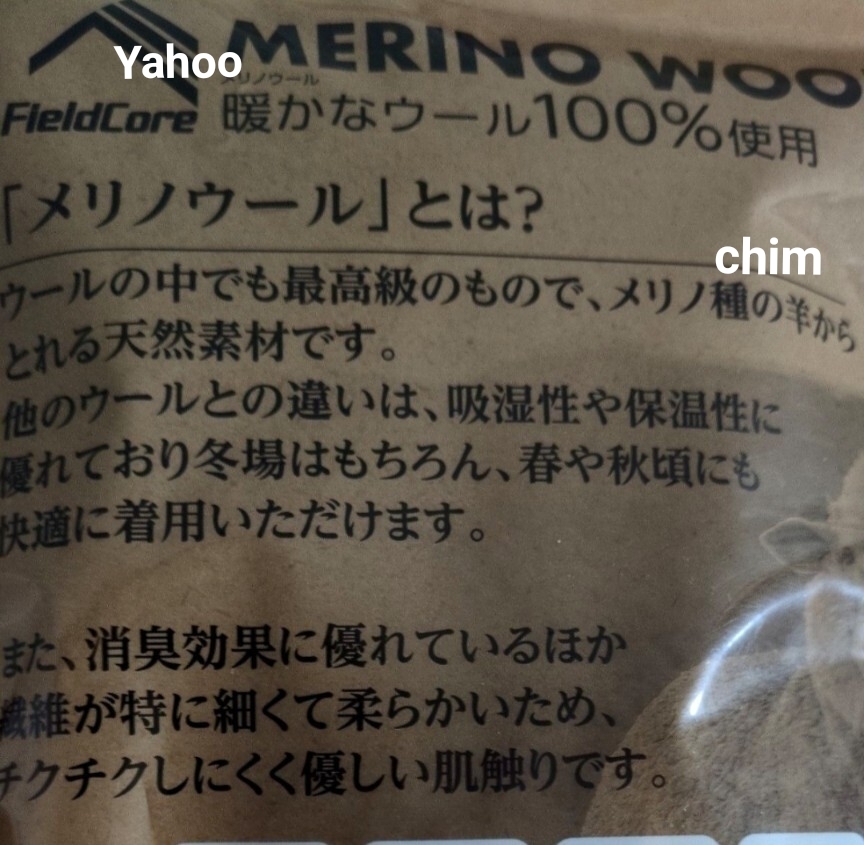 MERINO WOO
Yahoo
メリノウール
FieldCore
暖かなウール100%使用
「メリノウール」とは?
chim
ウールの中でも最高級のもので、メリノ種の羊から
とれる天然素材です。
他のウールとの違いは、吸湿性や保温性に
優れており冬場はもちろん、春や秋頃にも
快適に着用いただけます。
また、消臭効果に優れているほか
繊維が特に細くて柔らかいため、
チクチクしにくく優しい肌触りです。